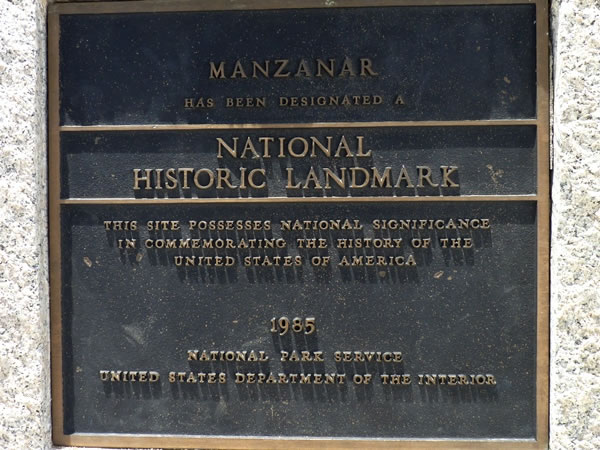 MANZANAR
HAS BEEN DESIGNATED A
NATIONAL
HISTORIC LANDMARK
THIS SITE POSSESSES NATIONAL SIGNIFICANCE
IN COMMEMORATING THE HISTORY OF THE
UNITED STATES OF AMERICA
1985
NATIONAL PARK SERVICE
UNITED STATES DEPARTMENT OF THE INTERIOR